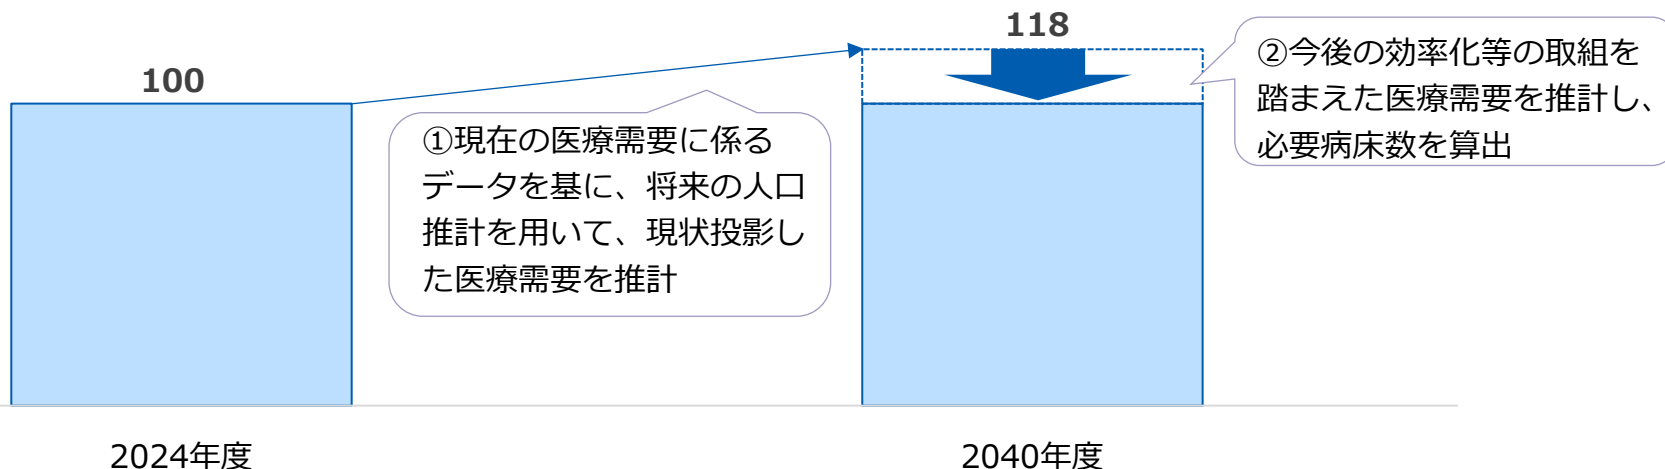 118
100
①現在の医療需要に係る
データを基に、将来の人口
推計を用いて、現状投影し
た医療需要を推計
②今後の効率化等の取組を
踏まえた医療需要を推計し、
必要病床数を算出
2024年度
2040年度